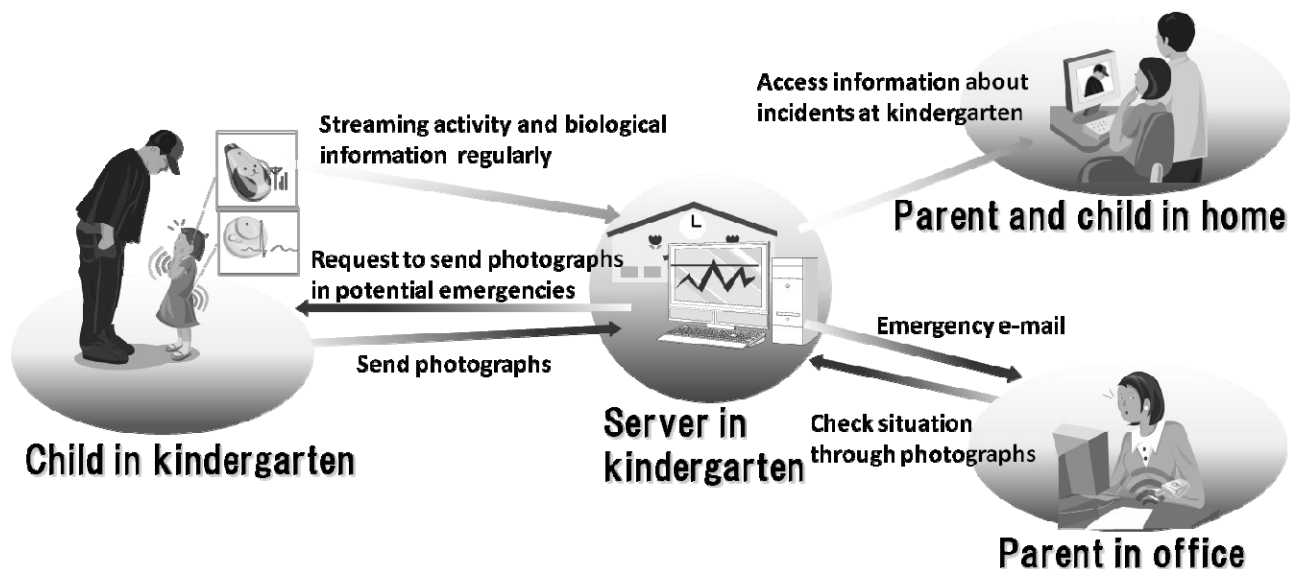 Access information about
incidents at kindergarten
Streaming activity and biological
information regularly
Parent and child in home
Request to send photographs
in potential emergencies
Emergency e-mail
Send photographs
Server in
kindergarten
Check situation
through photographs
Child in kindergarten
Parent in office